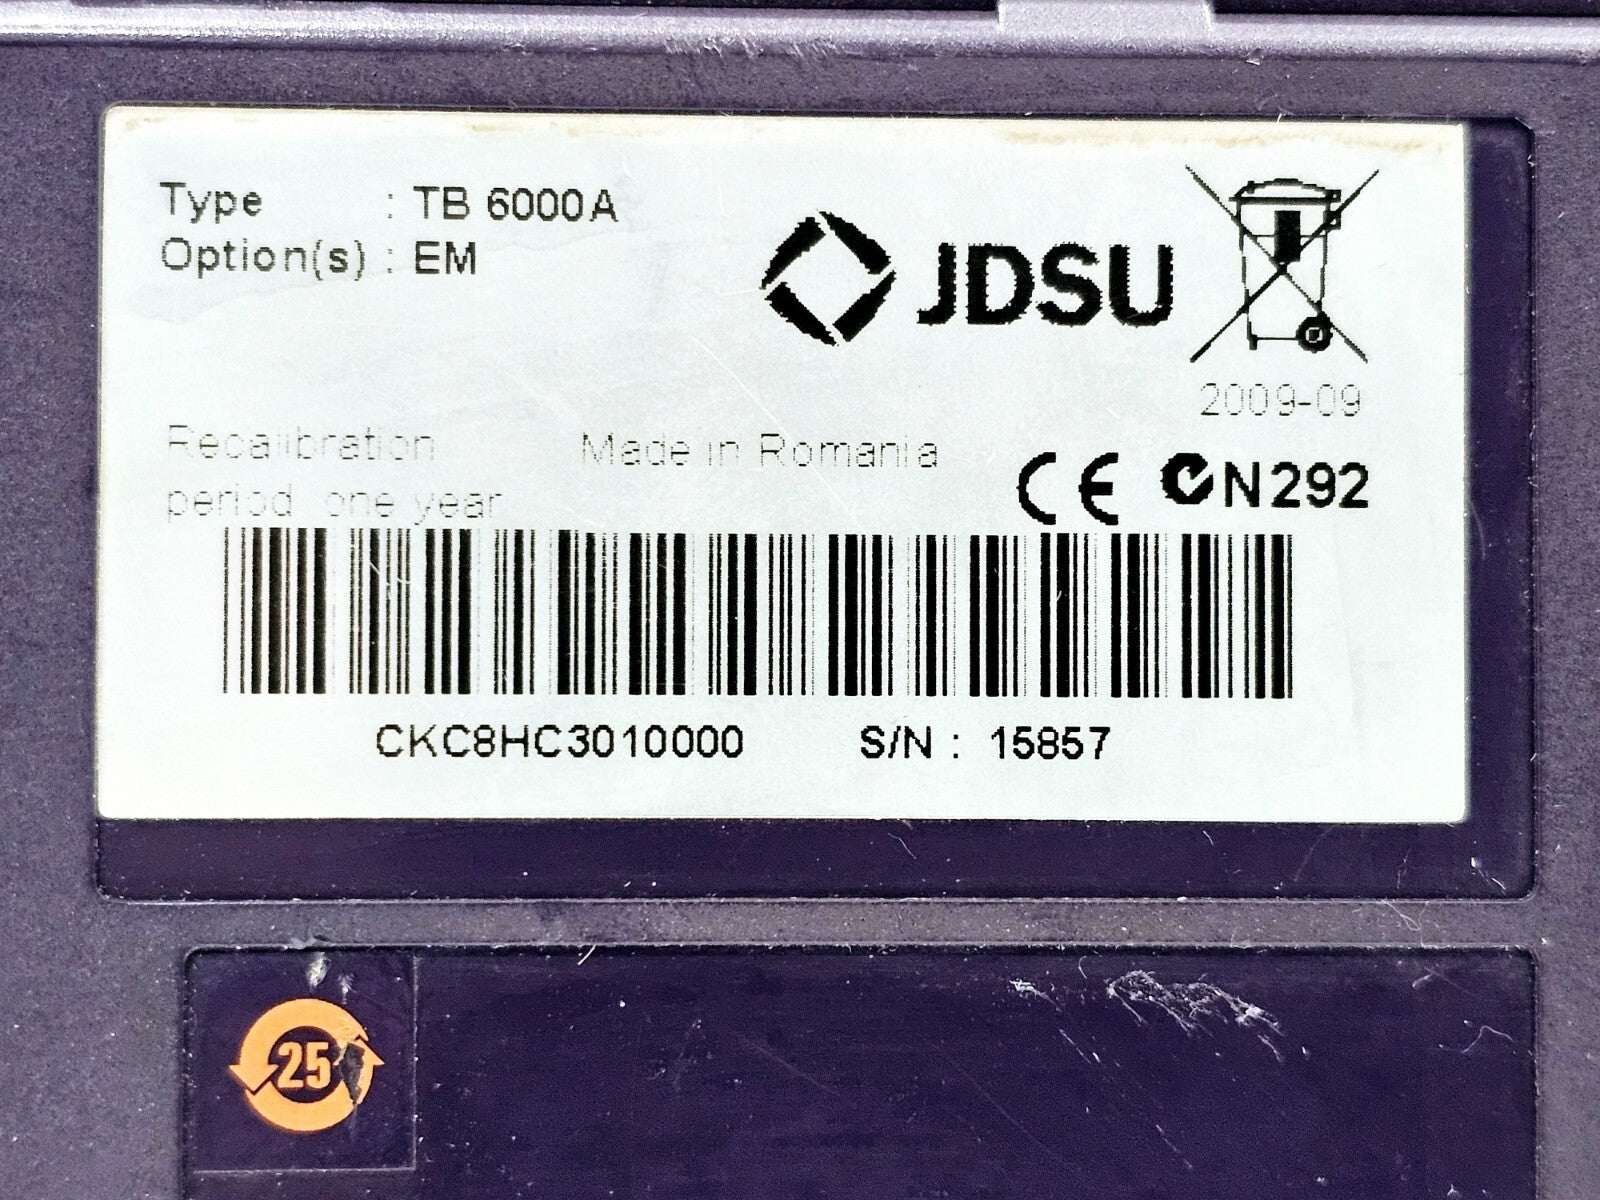 Type : TB 6000A
Option(s) : EM
JDSU
2009-09
Recalibration
period one year
Made in Romania
CE N292
CKC8HC3010000 S/N : 15857
25